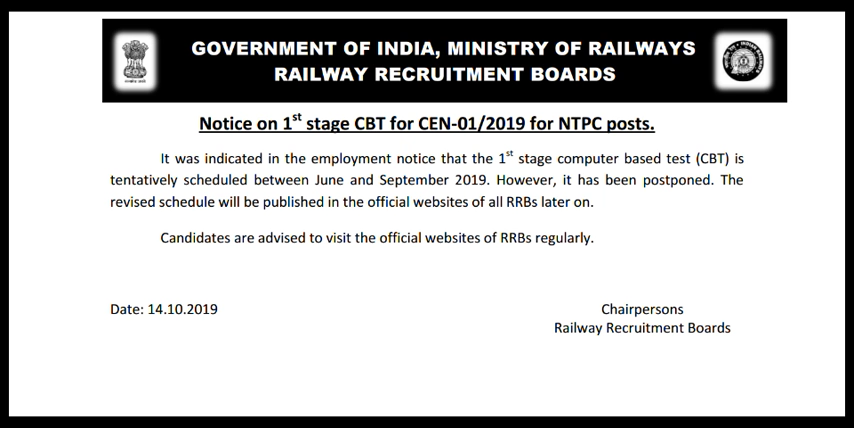 GOVERNMENT OF INDIA, MINISTRY OF RAILWAYS
RAILWAY RECRUITMENT BOARDS
Notice on 1st stage CBT for CEN-01/2019 for NTPC posts.
It was indicated in the employment notice that the 1st stage computer based test (CBT) is
tentatively scheduled between June and September 2019. However, it has been postponed. The
revised schedule will be published in the official websites of all RRBs later on.
Candidates are advised to visit the official websites of RRBs regularly.
Date: 14.10.2019
Chairpersons
Railway Recruitment Boards